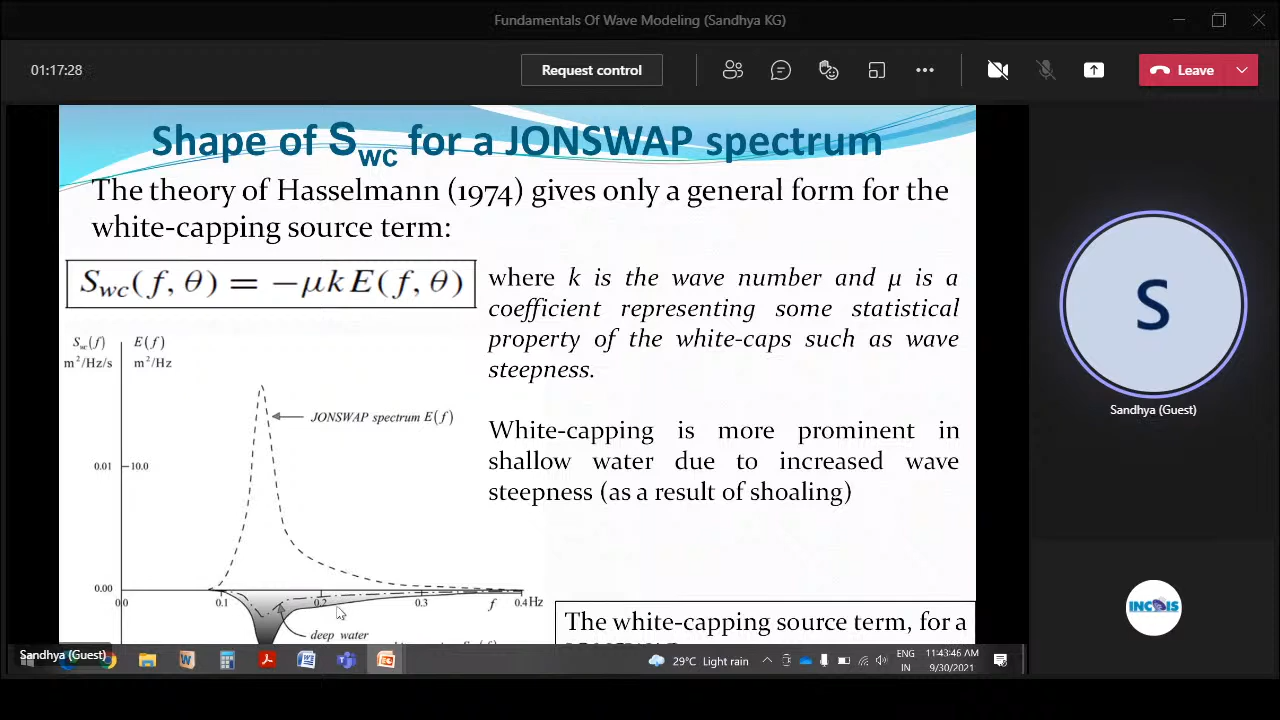 Fundamentals Of Wave Modeling (Sandhya KG)
01:17:28
Request control
Leave
Shape of Swc for a JONSWAP spectrum
The theory of Hasselmann (1974) gives only a general form for the
white-capping source term:
Swc(f, θ) = −μkE(f, θ)
where k is the wave number and μ is a
coefficient representing some statistical
property of the white-caps such as wave
steepness.
White-capping is more prominent in
shallow water due to increased wave
steepness (as a result of shoaling)
Swc(f) E(f)
m²/Hz/s m²/Hz
JONSWAP spectrum E(f)
0.01 10.0
0.00
0.0 0.1 0.2 0.3 f 0.4 Hz
deep water
The white-capping source term, for a
S
Sandhya (Guest)
INCOIS
Sandhya (Guest)
29°C Light rain
ENG
IN
11:43:46 AM
9/30/2021